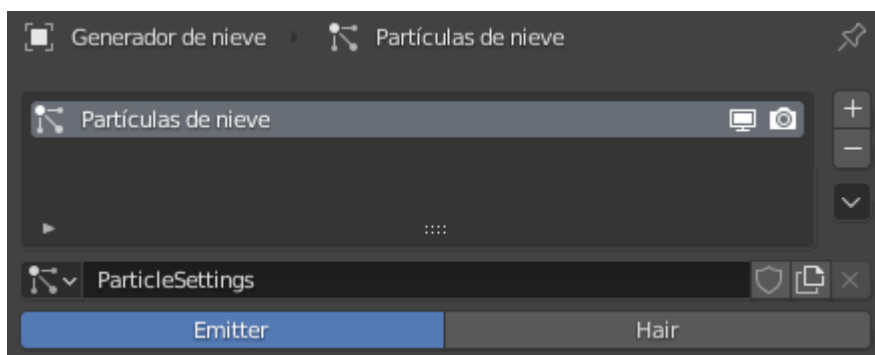 Generador de nieve Partículas de nieve
Partículas de nieve
ParticleSettings
Emitter Hair